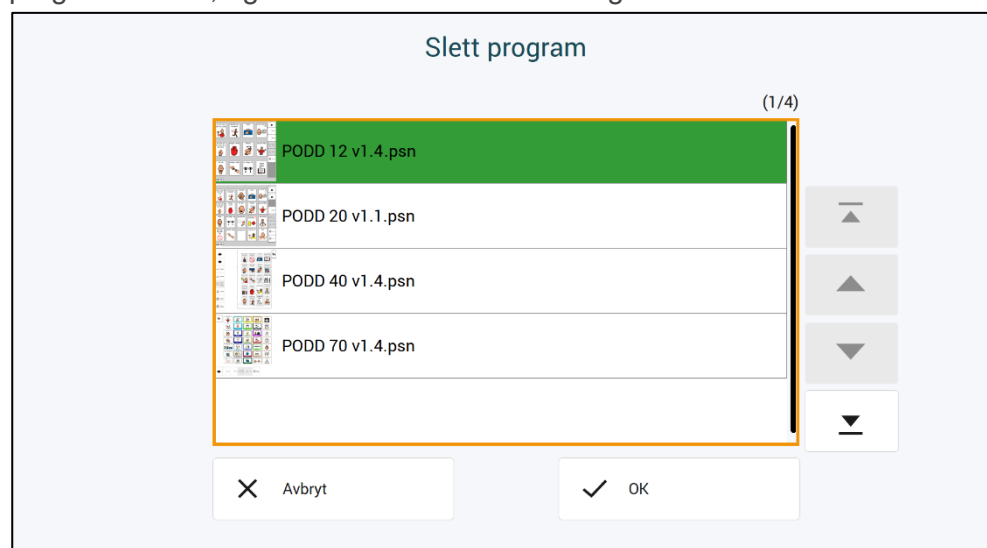 Slett program
(1/4)
PODD 12 v1.4.psn
PODD 20 v1.1.psn
PODD 40 v1.4.psn
PODD 70 v1.4.psn
Avbryt
OK